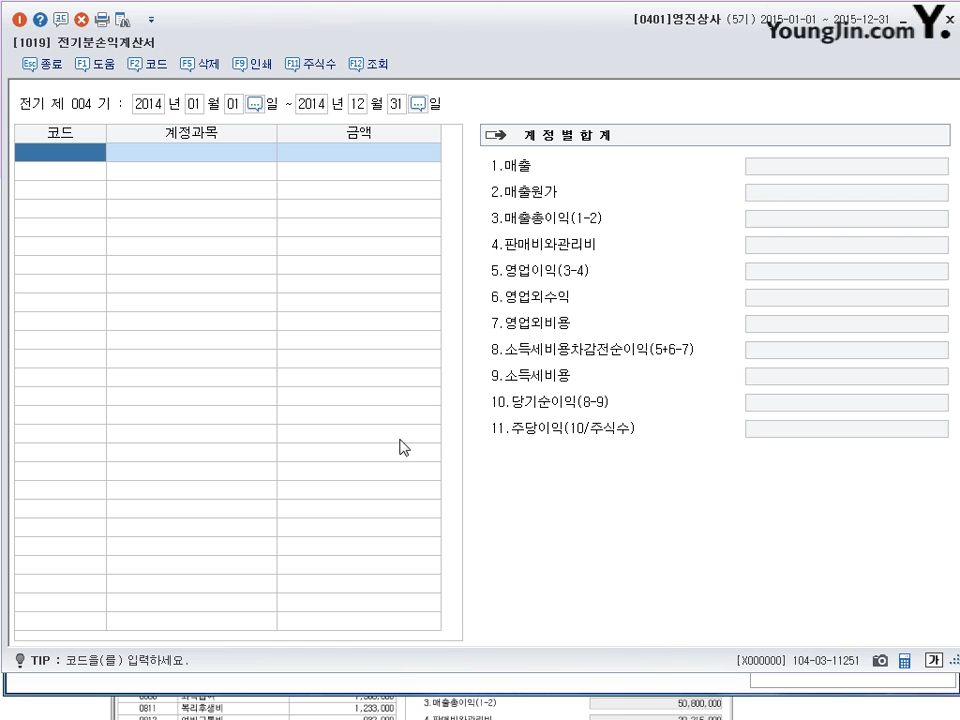 [0401]영진상사 (5기) 2015-01-01 ~ 2015-12-31
YoungJin.com Y.
[1019] 전기분손익계산서
Esc 종료 F1 도움 F2 코드 F5 삭제 F9 인쇄 F11 주식수 F12 조회
전기 제 004 기 : 2014 년 01 월 01 일 ~ 2014 년 12 월 31 일
코드 계정과목 금액
계 정 별 합 계
1.매출
2.매출원가
3.매출총이익(1-2)
4.판매비와관리비
5.영업이익(3-4)
6.영업외수익
7.영업외비용
8.소득세비용차감전순이익(5+6-7)
9.소득세비용
10.당기순이익(8-9)
11.주당이익(10/주식수)
TIP : 코드을(를) 입력하세요.
[X000000] 104-03-11251 가
3.매출총이익(1-2) 50,800,000
0811 복리후생비 1,233,000